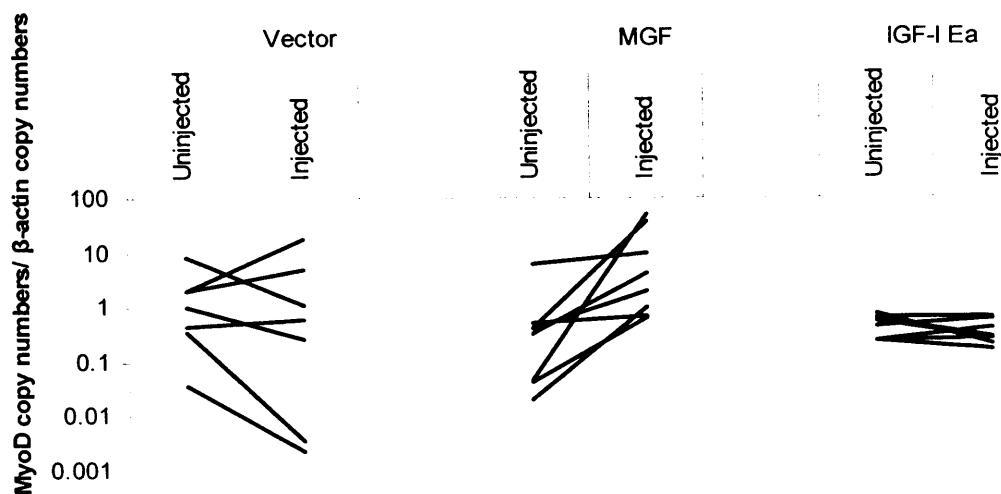 MyoD copy numbers/ β-actin copy numbers
Vector
MGF
IGF-I Ea
Uninjected
Injected
Uninjected
Injected
Uninjected
Injected
100
10
1
0.1
0.01
0.001